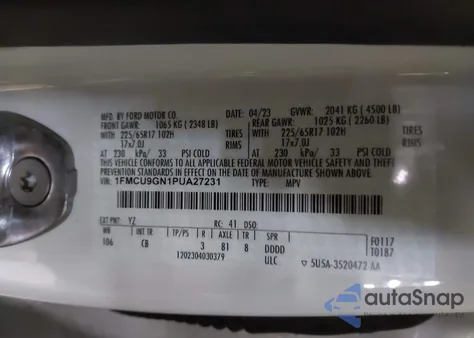 MFD. BY FORD MOTOR CO. 04/23 GVWR: 2041 KG ( 4500 LB)
FRONT GAWR: 1065 KG ( 2348 LB) REAR GAWR: 1025 KG ( 2260 LB)
WITH 225/65R17 102H TIRES WITH 225/65R17 102H TIRES
17x7.0J RIMS 17x7.0J RIMS
AT 230 kPa/ 33 PSI COLD AT 230 kPa/ 33 PSI COLD
THIS VEHICLE CONFORMS TO ALL APPLICABLE FEDERAL MOTOR VEHICLE SAFETY AND THEFT
PREVENTION STANDARDS IN EFFECT ON THE DATE OF MANUFACTURE SHOWN ABOVE.
VIN: 1FMCU9GN1PUA27231 TYPE: MPV
EXT PNT: YZ RC: 41 DSO:
WB INT TR TP/PS R AXLE TR SPR F0117
106 CB 3 81 8 DDDD T0187
1202304030379 ULC 5USA-3520472 AA
autoSnap